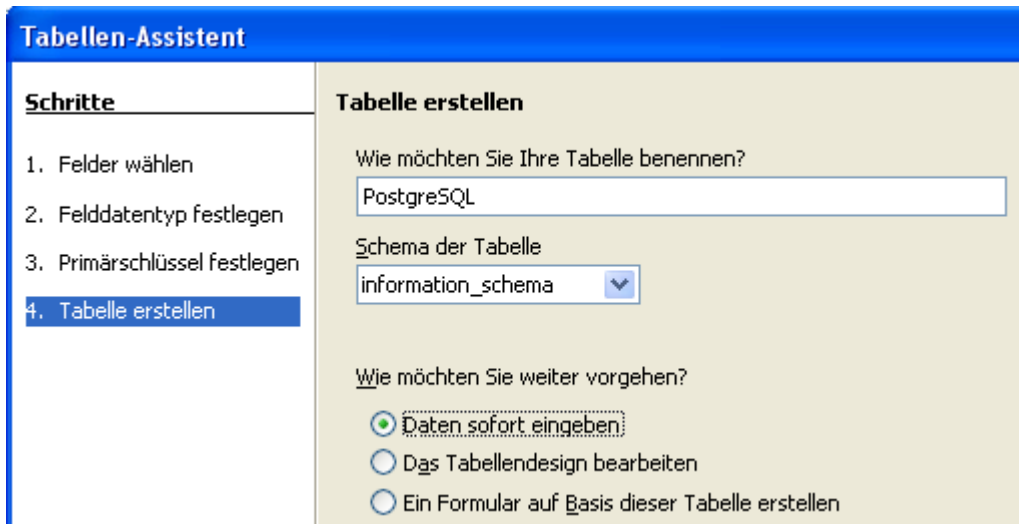 Tabellen-Assistent
Schritte
1. Felder wählen
2. Felddatentyp festlegen
3. Primärschlüssel festlegen
4. Tabelle erstellen
Tabelle erstellen
Wie möchten Sie Ihre Tabelle benennen?
PostgreSQL
Schema der Tabelle
information_schema
Wie möchten Sie weiter vorgehen?
Daten sofort eingeben
Das Tabellendesign bearbeiten
Ein Formular auf Basis dieser Tabelle erstellen